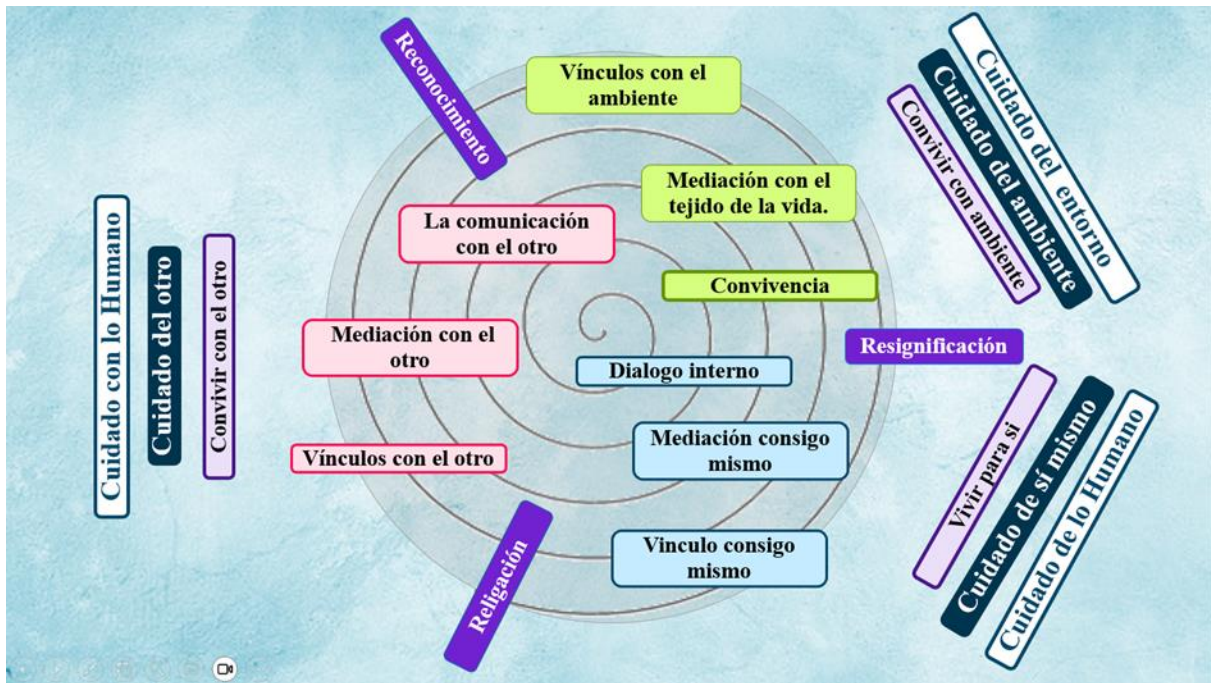 Reconocimiento
Vínculos con el
ambiente
Mediación con el
tejido de la vida.
La comunicación
con el otro
Convivencia
Mediación con el
otro
Dialogo interno
Vínculos con el otro
Mediación consigo
mismo
Vinculo consigo
mismo
Religación
Resignificación
Cuidado con lo Humano
Cuidado del otro
Convivir con el otro
Convivir con ambiente
Cuidado del ambiente
Cuidado del entorno
Vivir para si
Cuidado de sí mismo
Cuidado de lo Humano